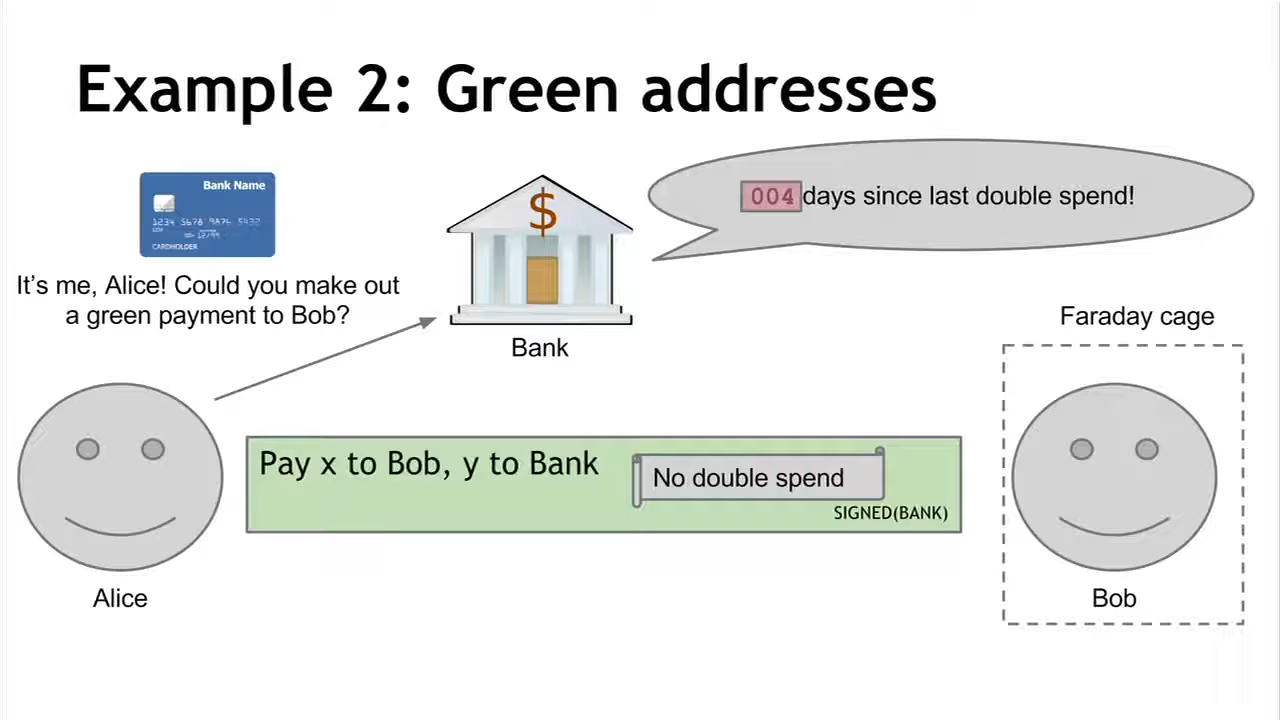 Example 2: Green addresses
Bank Name
CARDHOLDER
$
004 days since last double spend!
It's me, Alice! Could you make out
a green payment to Bob?
Bank
Faraday cage
Pay x to Bob, y to Bank
No double spend
SIGNED(BANK)
Alice
Bob